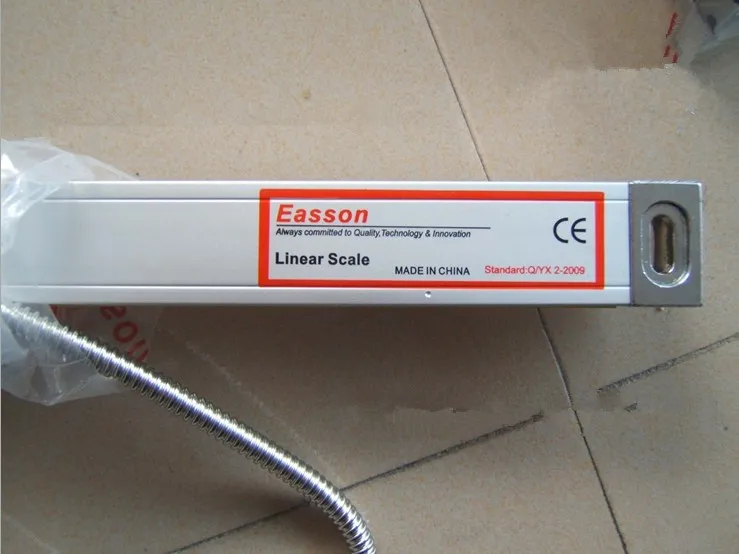 Easson
Always committed to Quality,Technology & Innovation
CE
Linear Scale
MADE IN CHINA
Standard:Q/YX 2-2009